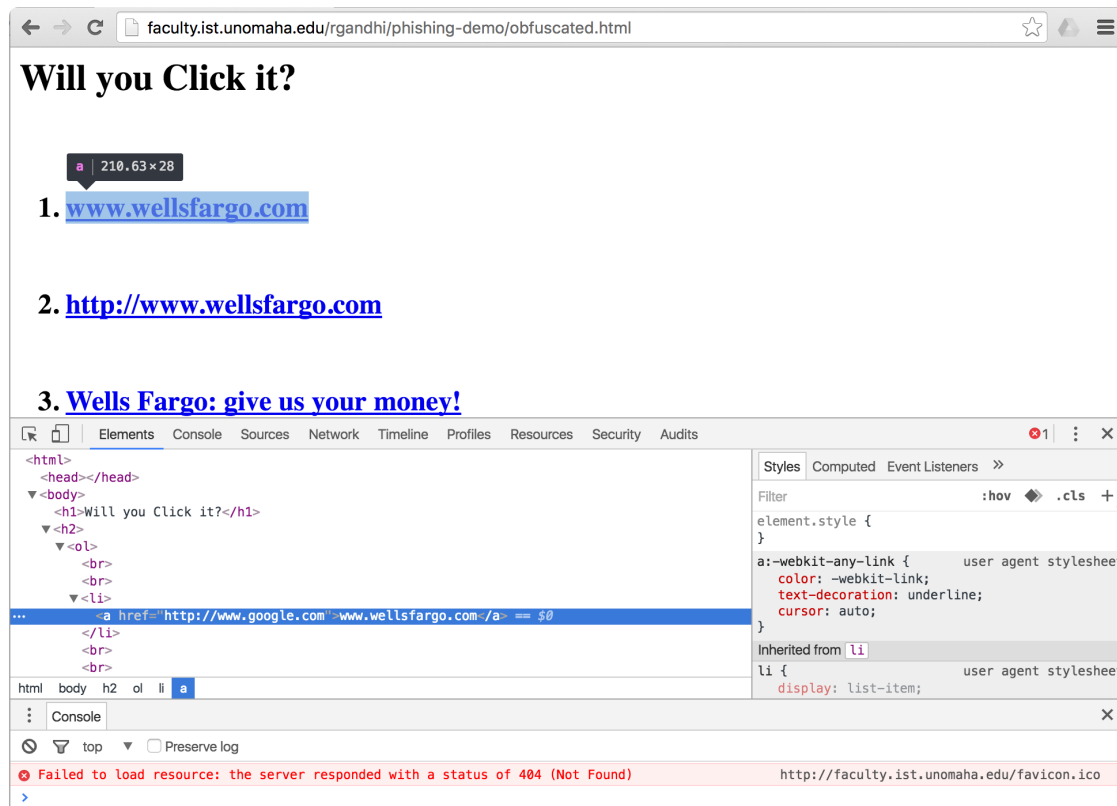 faculty.ist.unomaha.edu/rgandhi/phishing-demo/obfuscated.html
Will you Click it?
a | 210.63×28
1. www.wellsfargo.com
2. http://www.wellsfargo.com
3. Wells Fargo: give us your money!
Elements Console Sources Network Timeline Profiles Resources Security Audits 1
<html>
<head></head>
▼<body>
<h1>Will you Click it?</h1>
▼<h2>
▼<ol>
<br>
<br>
▼<li>
... <a href="http://www.google.com">www.wellsfargo.com</a> == $0
</li>
<br>
<br>
html body h2 ol li a
Styles Computed Event Listeners »
Filter :hov .cls +
element.style {
}
a:-webkit-any-link { user agent styleshee
color: -webkit-link;
text-decoration: underline;
cursor: auto;
}
Inherited from li
li { user agent styleshee
display: list-item;
Console
top ▼ Preserve log
Failed to load resource: the server responded with a status of 404 (Not Found) http://faculty.ist.unomaha.edu/favicon.ico
>